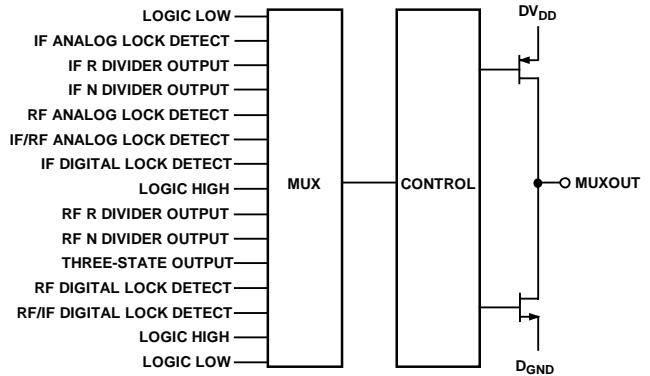 LOGIC LOW
IF ANALOG LOCK DETECT
IF R DIVIDER OUTPUT
IF N DIVIDER OUTPUT
RF ANALOG LOCK DETECT
IF/RF ANALOG LOCK DETECT
IF DIGITAL LOCK DETECT
LOGIC HIGH
RF R DIVIDER OUTPUT
RF N DIVIDER OUTPUT
THREE-STATE OUTPUT
RF DIGITAL LOCK DETECT
RF/IF DIGITAL LOCK DETECT
LOGIC HIGH
LOGIC LOW
MUX
CONTROL
DVDD
MUXOUT
DGND